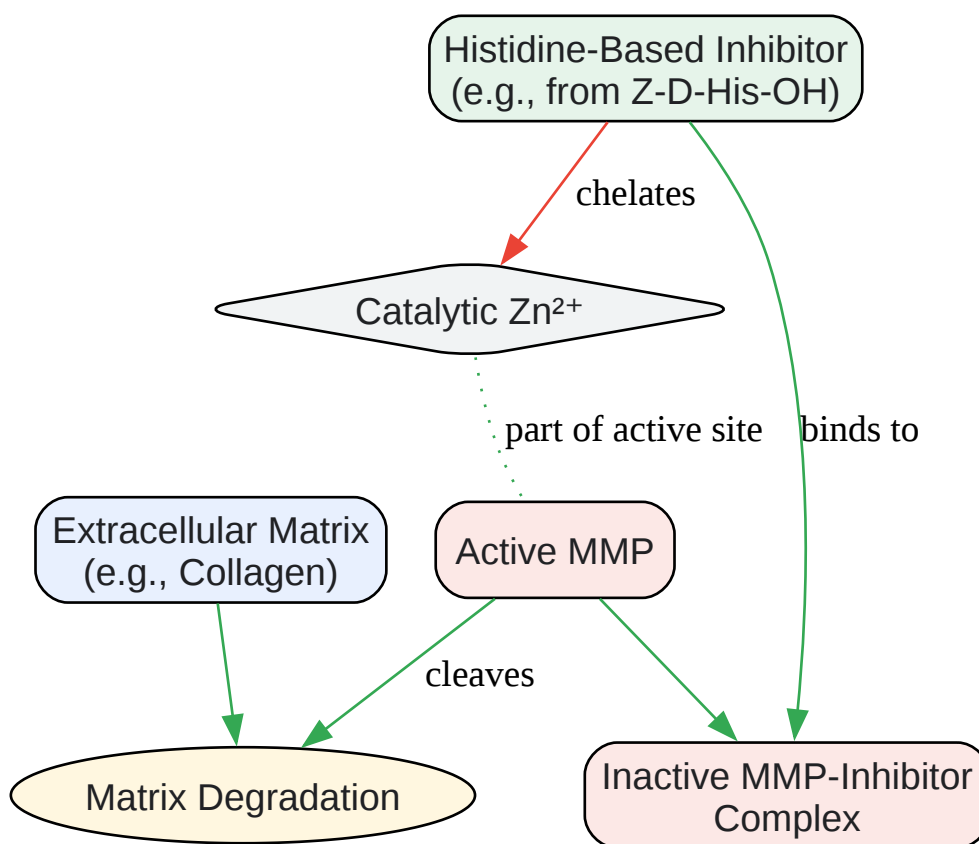 Histidine-Based Inhibitor
(e.g., from Z-D-His-OH)
chelates
Catalytic Zn²⁺
part of active site
binds to
Extracellular Matrix
(e.g., Collagen)
Active MMP
cleaves
Matrix Degradation
Inactive MMP-Inhibitor
Complex